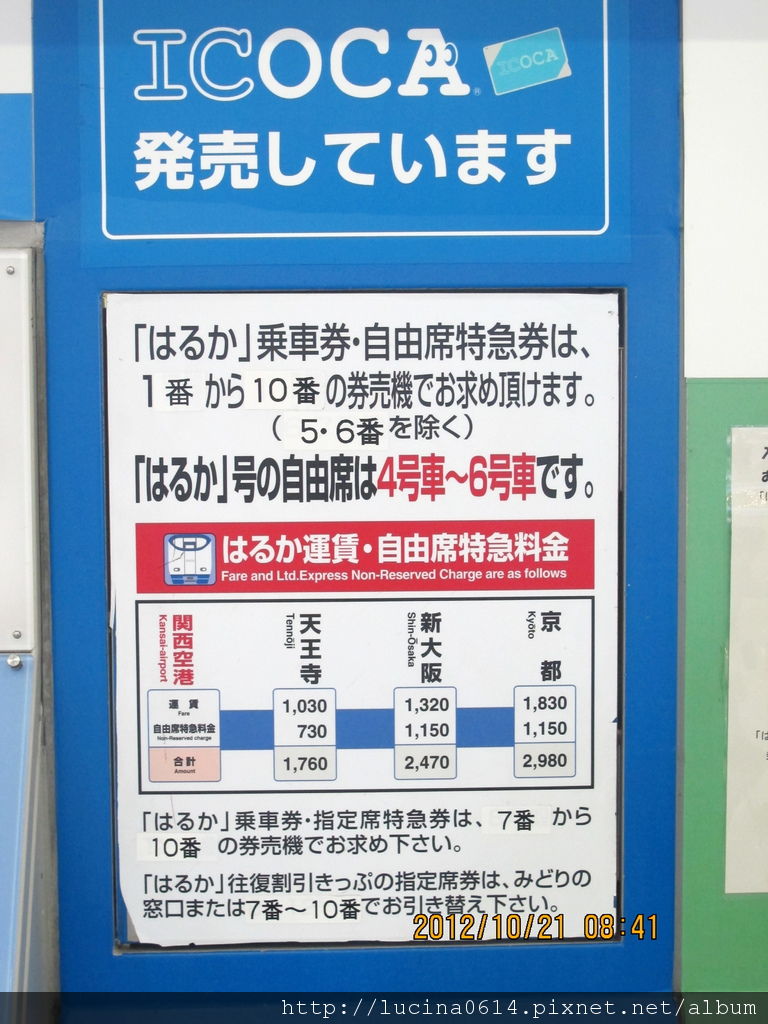 ICOCA
ICOCA
発売しています
「はるか」乗車券・自由席特急券は、
1番 から 10番 の券売機でお求め頂けます。
( 5・6番 を除く)
「はるか」号の自由席は4号車〜6号車です。
はるか運賃・自由席特急料金
Fare and Ltd.Express Non-Reserved Charge are as follows
関西空港
Kansai-airport
天王寺
Tennōji
新大阪
Shin-Ōsaka
京都
Kyōto
運賃 1,030 1,320 1,830
Fare
自由席特急料金 730 1,150 1,150
Non-Reserved charge
合計 1,760 2,470 2,980
Amount
「はるか」乗車券・指定席特急券は、 7番 から
10番 の券売機でお求め下さい。
「はるか」往復割引きっぷの指定席券は、みどりの
窓口または7番〜10番でお引き替え下さい。
2012/10/21 08:41
http://lucina0614.pixnet.net/album